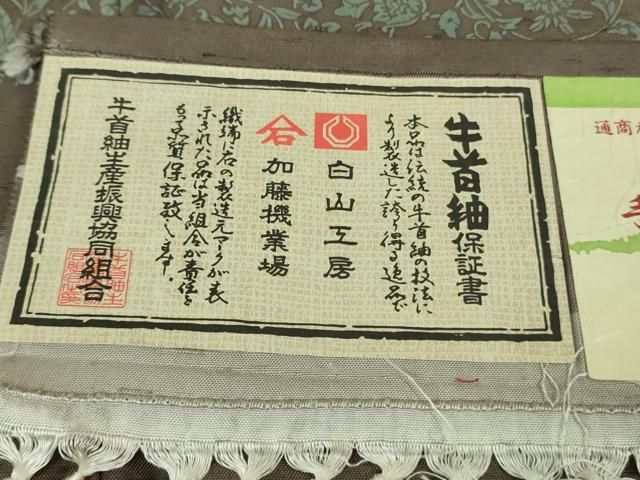 牛首紬保証書
本品は伝統の牛首紬の技法に
より製造した誇り得る逸品で
白山工房
加藤機業場
織端に右の製造元マークが表
示された品は当組合が責任を
もって品質保証致します。
牛首紬生産振興協同組合
通商産